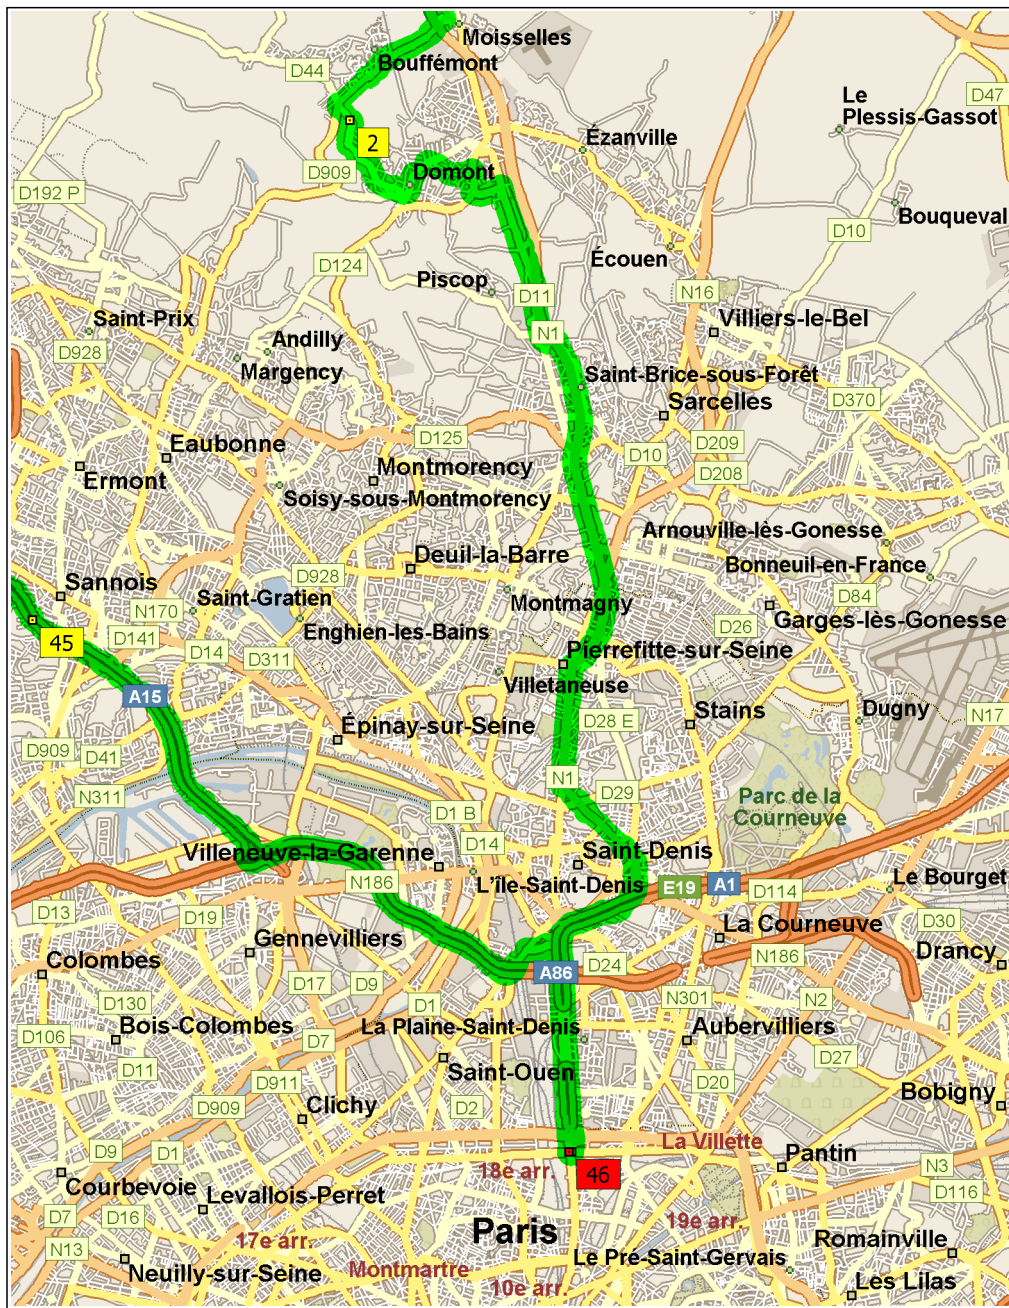 Moisselles
Bouffémont
D44
D47
Le
Plessis-Gassot
2
Ézanville
D909
Domont
D192 P
Bouqueval
D10
Écouen
D124
Piscop
D11
N16
Saint-Prix
Villiers-le-Bel
N1
Andilly
D928
Margency
Saint-Brice-sous-Forêt
Sarcelles
D370
D125
Eaubonne
D209
D10
Montmorency
Ermont
D208
Soisy-sous-Montmorency
Arnouville-lès-Gonesse
Deuil-la-Barre
Bonneuil-en-France
Sannois
D928
Saint-Gratien
Montmagny
D84
N170
D26
Garges-lès-Gonesse
Enghien-les-Bains
45
D141
D14
D311
Pierrefitte-sur-Seine
Villetaneuse
A15
Stains
Dugny
N17
Épinay-sur-Seine
D28 E
D909
D41
N1
N311
D29
Parc de la
Courneuve
D1 B
D14
Villeneuve-la-Garenne
Saint-Denis
N186
L'île-Saint-Denis
E19
A1
D114
Le Bourget
D13
D19
La Courneuve
D30
Gennevilliers
Drancy
Colombes
A86
D24
N186
D17
D9
D130
D1
N301
N2
Bois-Colombes
La Plaine-Saint-Denis
Aubervilliers
D106
D7
D11
Saint-Ouen
D27
D911
D20
Bobigny
D909
Clichy
D2
La Villette
D9
D1
Pantin
18e arr.
46
N3
Courbevoie
Levallois-Perret
D116
D7
D16
Paris
19e arr.
17e arr.
Romainville
N13
Le Pré-Saint-Gervais
Neuilly-sur-Seine
Montmartre
10e arr.
Les Lilas